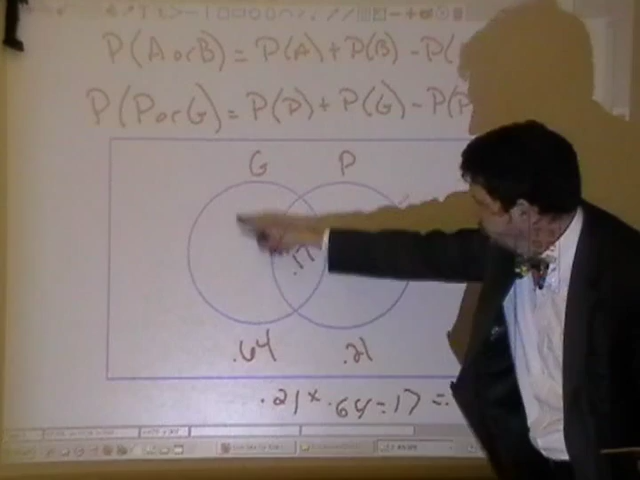 P(A or B) = P(A) + P(B) - P(
P(P or G) = P(P) + P(G) - P(P
G P
.17
.64 .21
.21 × .64 = 17 =